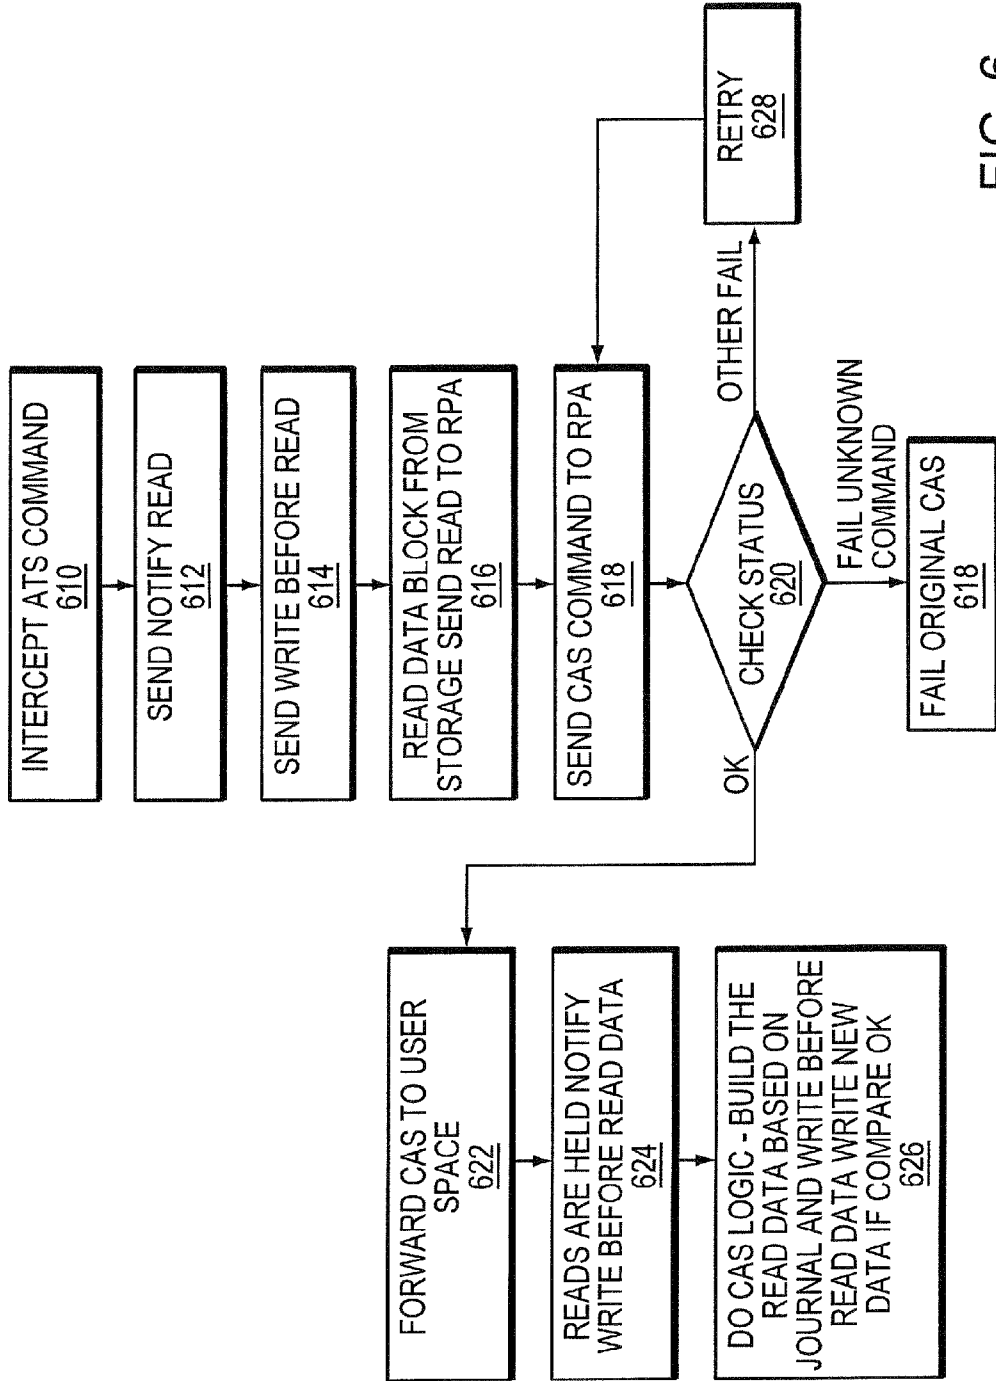 INTERCEPT ATS COMMAND
610
SEND NOTIFY READ
612
SEND WRITE BEFORE READ
614
READ DATA BLOCK FROM
STORAGE SEND READ TO RPA
616
SEND CAS COMMAND TO RPA
618
CHECK STATUS
620
OK
OTHER FAIL
RETRY
628
FAIL UNKNOWN
COMMAND
FAIL ORIGINAL CAS
618
FORWARD CAS TO USER
SPACE
622
READS ARE HELD NOTIFY
WRITE BEFORE READ DATA
624
DO CAS LOGIC - BUILD THE
READ DATA BASED ON
JOURNAL AND WRITE BEFORE
READ DATA WRITE NEW
DATA IF COMPARE OK
626
FIG. 6